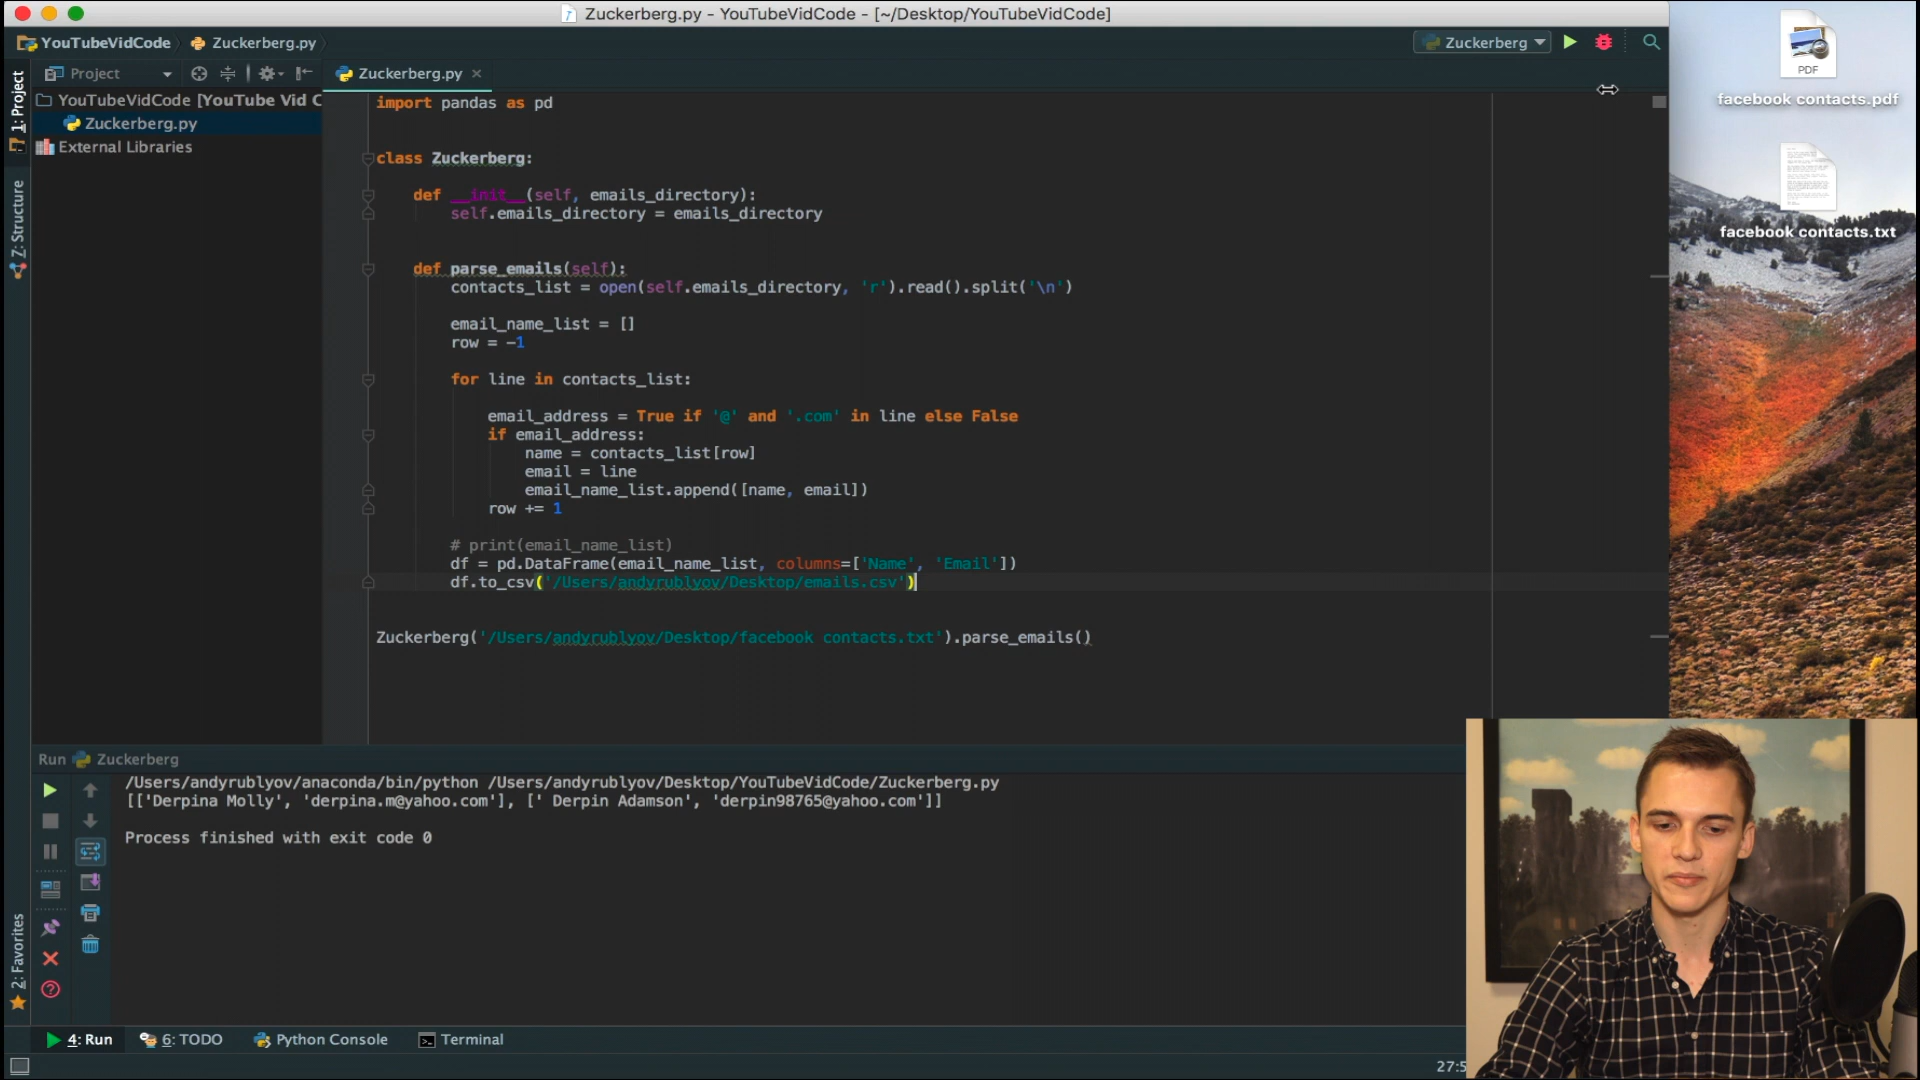 Zuckerberg.py - YouTubeVidCode - [~/Desktop/YouTubeVidCode]
YouTubeVidCode
Zuckerberg.py
Zuckerberg
1: Project
Project
Zuckerberg.py
YouTubeVidCode [YouTube Vid C
Zuckerberg.py
External Libraries
Z: Structure
import pandas as pd
class Zuckerberg:
def __init__(self, emails_directory):
self.emails_directory = emails_directory
def parse_emails(self):
contacts_list = open(self.emails_directory, 'r').read().split('\n')
email_name_list = []
row = -1
for line in contacts_list:
email_address = True if '@' and '.com' in line else False
if email_address:
name = contacts_list[row]
email = line
email_name_list.append([name, email])
row += 1
# print(email_name_list)
df = pd.DataFrame(email_name_list, columns=['Name', 'Email'])
df.to_csv('/Users/andyrublyov/Desktop/emails.csv')
Zuckerberg('/Users/andyrublyov/Desktop/facebook contacts.txt').parse_emails()
PDF
facebook contacts.pdf
facebook contacts.txt
Run Zuckerberg
/Users/andyrublyov/anaconda/bin/python /Users/andyrublyov/Desktop/YouTubeVidCode/Zuckerberg.py
[['Derpina Molly', 'derpina.m@yahoo.com'], [' Derpin Adamson', 'derpin98765@yahoo.com']]
Process finished with exit code 0
2: Favorites
4: Run
6: TODO
Python Console
Terminal
27:5